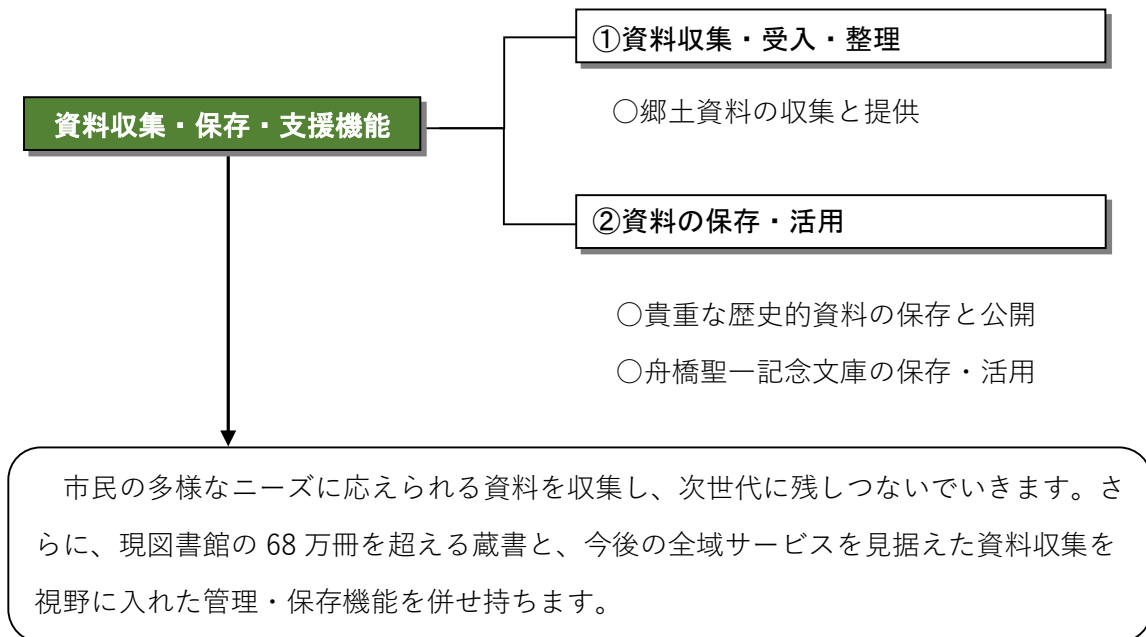 資料収集・保存・支援機能
①資料収集・受入・整理
○郷土資料の収集と提供
②資料の保存・活用
○貴重な歴史的資料の保存と公開
○舟橋聖一記念文庫の保存・活用
市民の多様なニーズに応えられる資料を収集し、次世代に残しつないでいきます。さ
らに、現図書館の 68 万冊を超える蔵書と、今後の全域サービスを見据えた資料収集を
視野に入れた管理・保存機能を併せ持ちます。